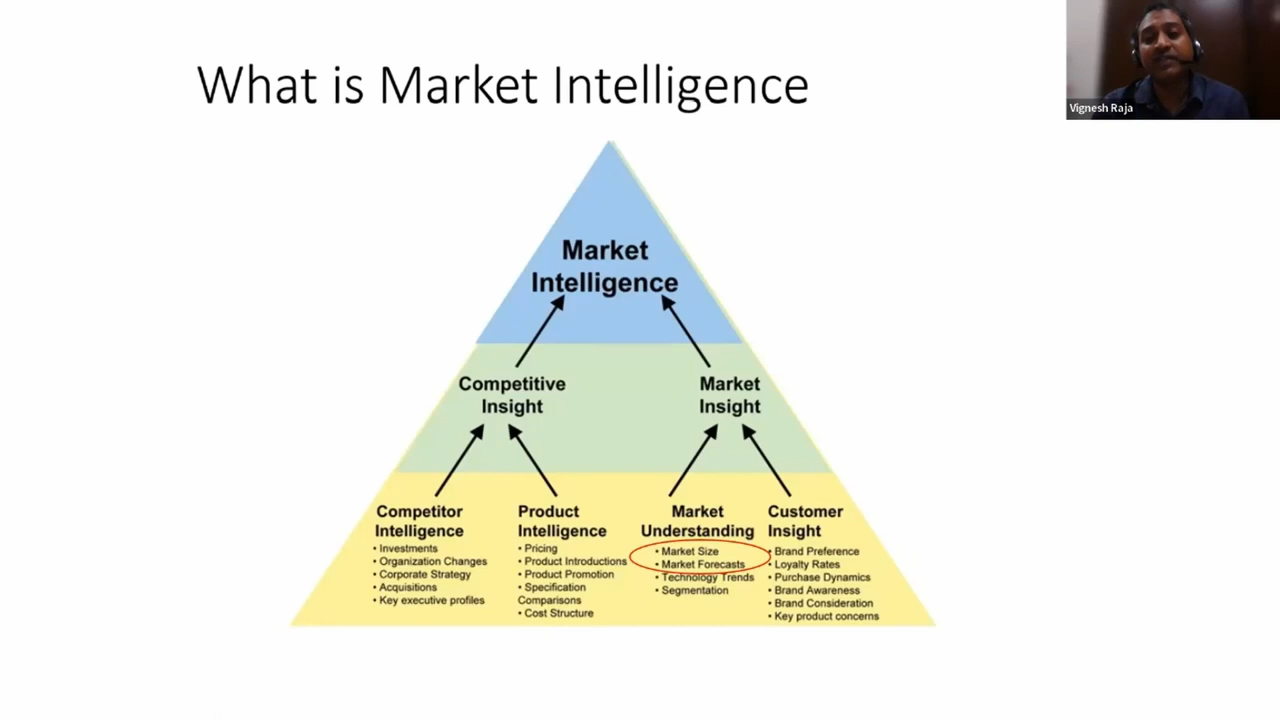 What is Market Intelligence
Vignesh Raja
Market
Intelligence
Competitive
Insight
Market
Insight
Competitor
Intelligence
• Investments
• Organization Changes
• Corporate Strategy
• Acquisitions
• Key executive profiles
Product
Intelligence
• Pricing
• Product Introductions
• Product Promotion
• Specification
Comparisons
• Cost Structure
Market
Understanding
• Market Size
• Market Forecasts
• Technology Trends
• Segmentation
Customer
Insight
• Brand Preference
• Loyalty Rates
• Purchase Dynamics
• Brand Awareness
• Brand Consideration
• Key product concerns